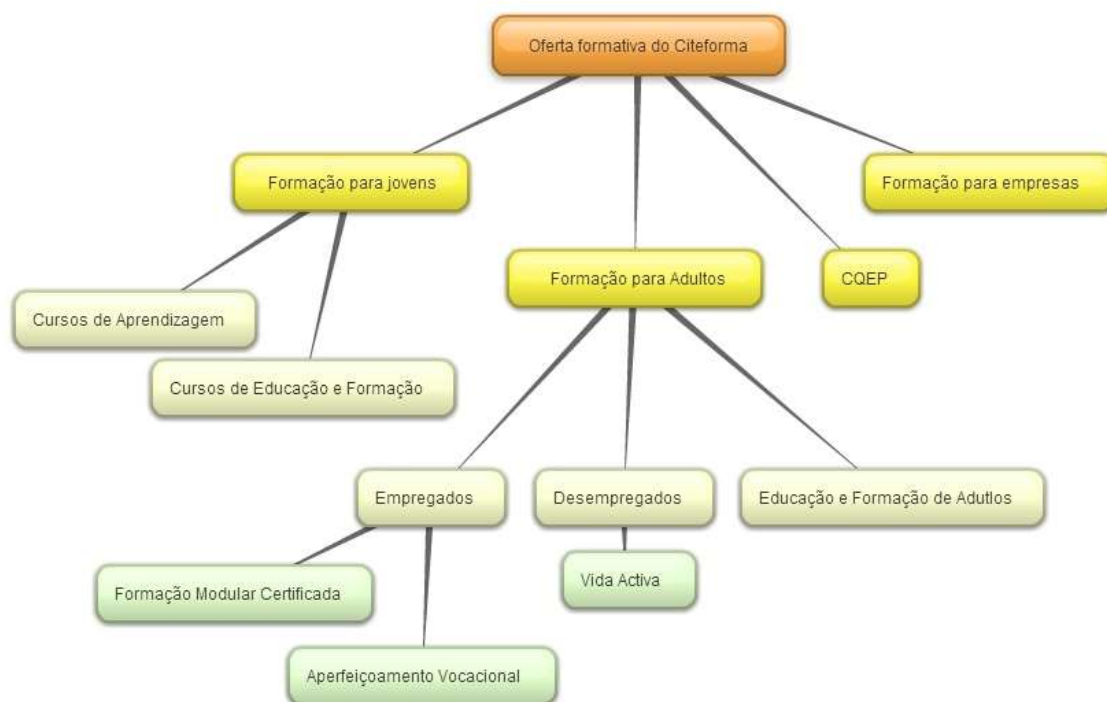 Oferta formativa do Citeforma
Formação para jovens
Formação para empresas
Formação para Adultos
CQEP
Cursos de Aprendizagem
Cursos de Educação e Formação
Empregados
Desempregados
Educação e Formação de Adutlos
Formação Modular Certificada
Vida Activa
Aperfeiçoamento Vocacional